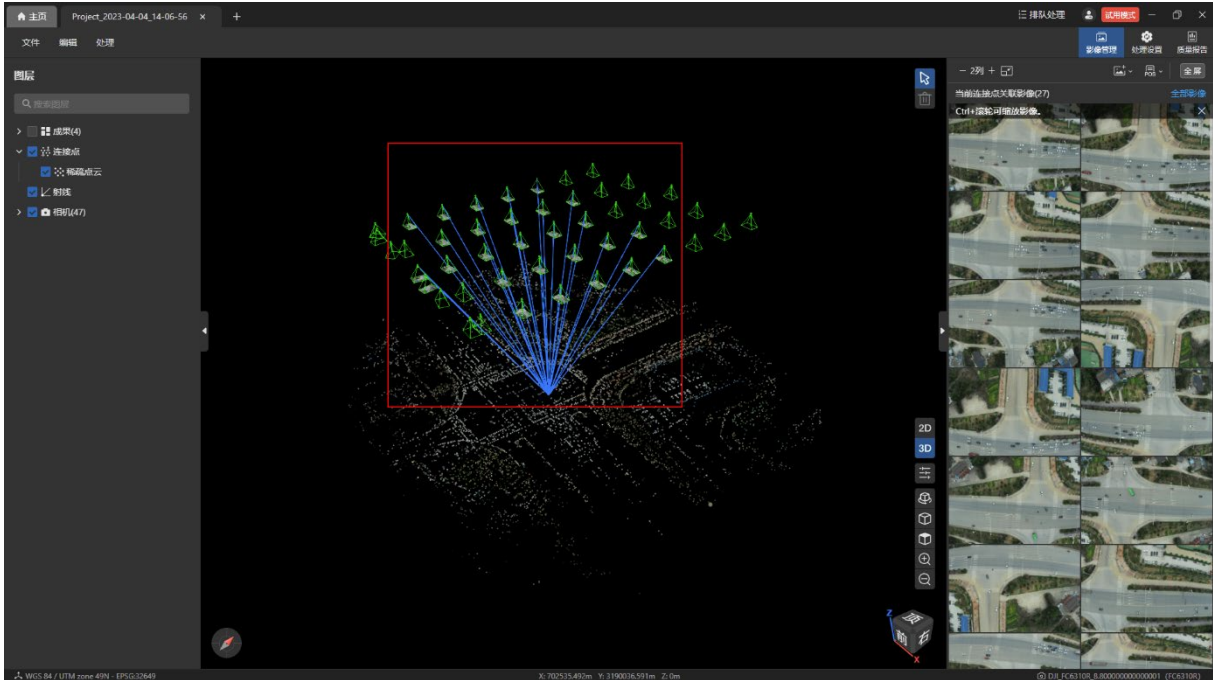 主页 Project_2023-04-04_14-06-56 × + 排队处理 试用模式
文件 编辑 处理 影像管理 处理设置 质量报告
图层
搜索图层
成果(4)
连接点
稀疏点云
射线
相机(47)
2列 POS 全屏
当前连接点关联影像(27) 全部影像
Ctrl+滚轮可缩放影像。
2D
3D
Z
顶
前
右
X
WGS 84 / UTM zone 49N - EPSG:32649 X: 702535.492m Y: 3190036.591m Z: 0m DJI_FC6310R_8.800000000000001 (FC6310R)